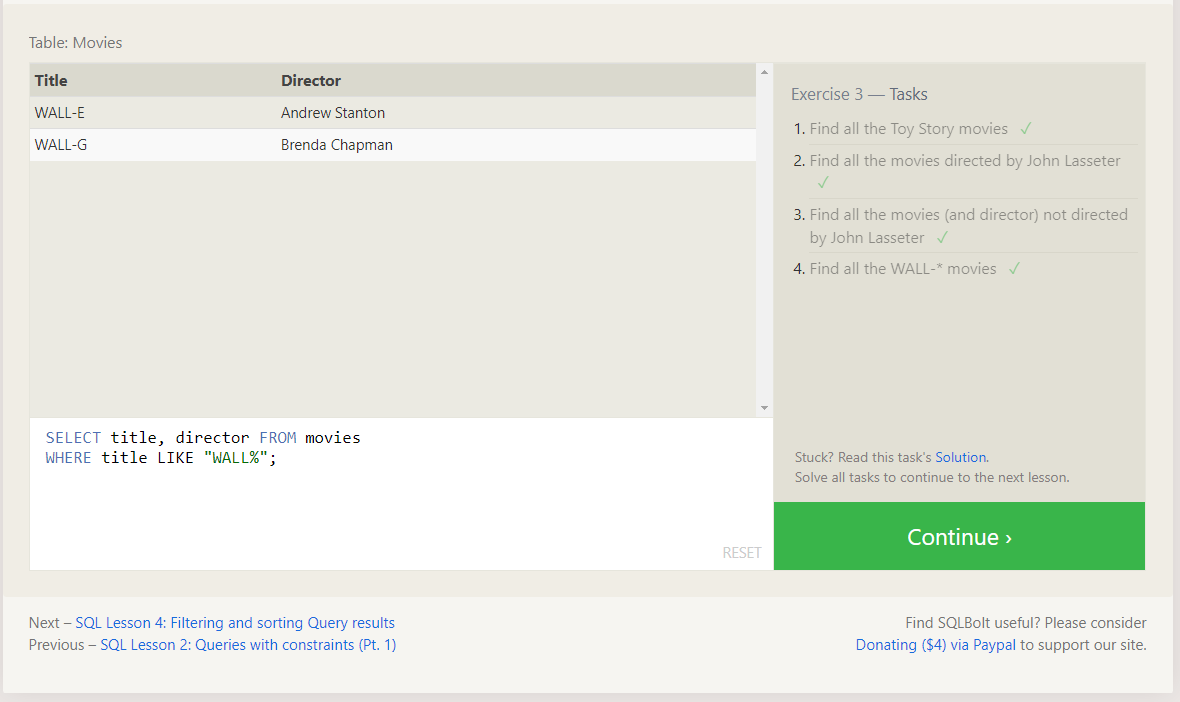 Table: Movies
Title Director
WALL-E Andrew Stanton
WALL-G Brenda Chapman
SELECT title, director FROM movies
WHERE title LIKE "WALL%";
RESET
Exercise 3 — Tasks
1. Find all the Toy Story movies ✓
2. Find all the movies directed by John Lasseter
✓
3. Find all the movies (and director) not directed
by John Lasseter ✓
4. Find all the WALL-* movies ✓
Stuck? Read this task's Solution.
Solve all tasks to continue to the next lesson.
Continue ›
Next – SQL Lesson 4: Filtering and sorting Query results
Previous – SQL Lesson 2: Queries with constraints (Pt. 1)
Find SQLBolt useful? Please consider
Donating ($4) via Paypal to support our site.